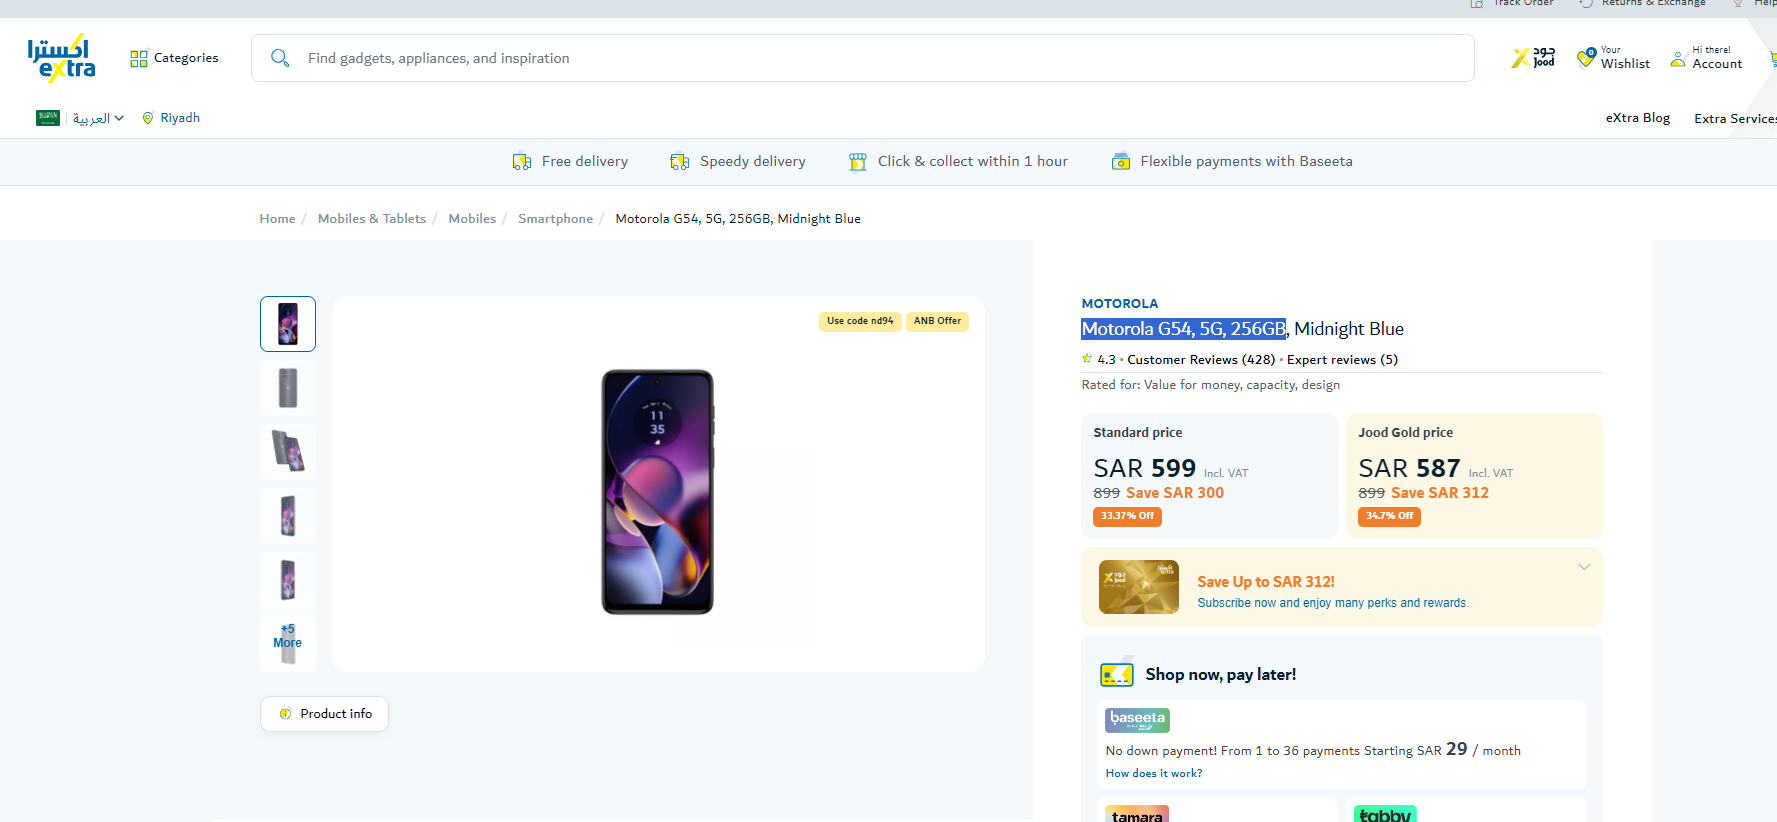 Track Order
Returns & Exchange
Help
اكسترا
extra
Categories
Find gadgets, appliances, and inspiration
جود
Jood
0
Your
Wishlist
Hi there!
Account
العربية
Riyadh
eXtra Blog
Extra Services
Free delivery
Speedy delivery
Click & collect within 1 hour
Flexible payments with Baseeta
Home / Mobiles & Tablets / Mobiles / Smartphone / Motorola G54, 5G, 256GB, Midnight Blue
Use code nd94
ANB Offer
11
35
+5
More
Product info
MOTOROLA
Motorola G54, 5G, 256GB, Midnight Blue
4.3 • Customer Reviews (428) • Expert reviews (5)
Rated for: Value for money, capacity, design
Standard price
SAR 599 Incl. VAT
899 Save SAR 300
33.37% Off
Jood Gold price
SAR 587 Incl. VAT
899 Save SAR 312
34.7% Off
جود
Jood
اكسترا
extra
Save Up to SAR 312!
Subscribe now and enjoy many perks and rewards.
Shop now, pay later!
baseeta
No down payment! From 1 to 36 payments Starting SAR 29 / month
How does it work?
tamara
tabby